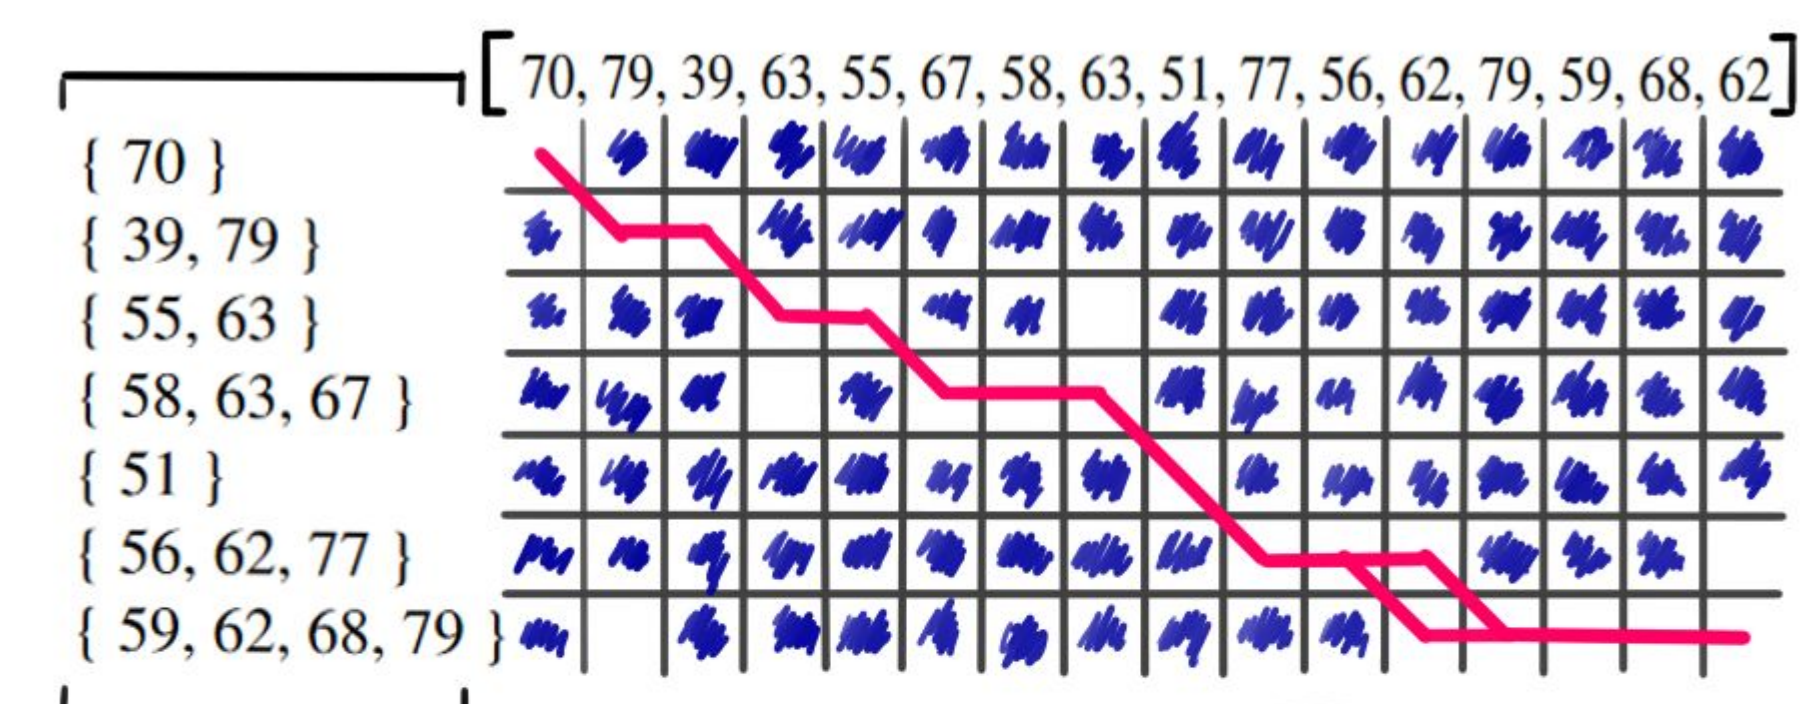 [70, 79, 39, 63, 55, 67, 58, 63, 51, 77, 56, 62, 79, 59, 68, 62]
{ 70 }
{ 39, 79 }
{ 55, 63 }
{ 58, 63, 67 }
{ 51 }
{ 56, 62, 77 }
{ 59, 62, 68, 79 }